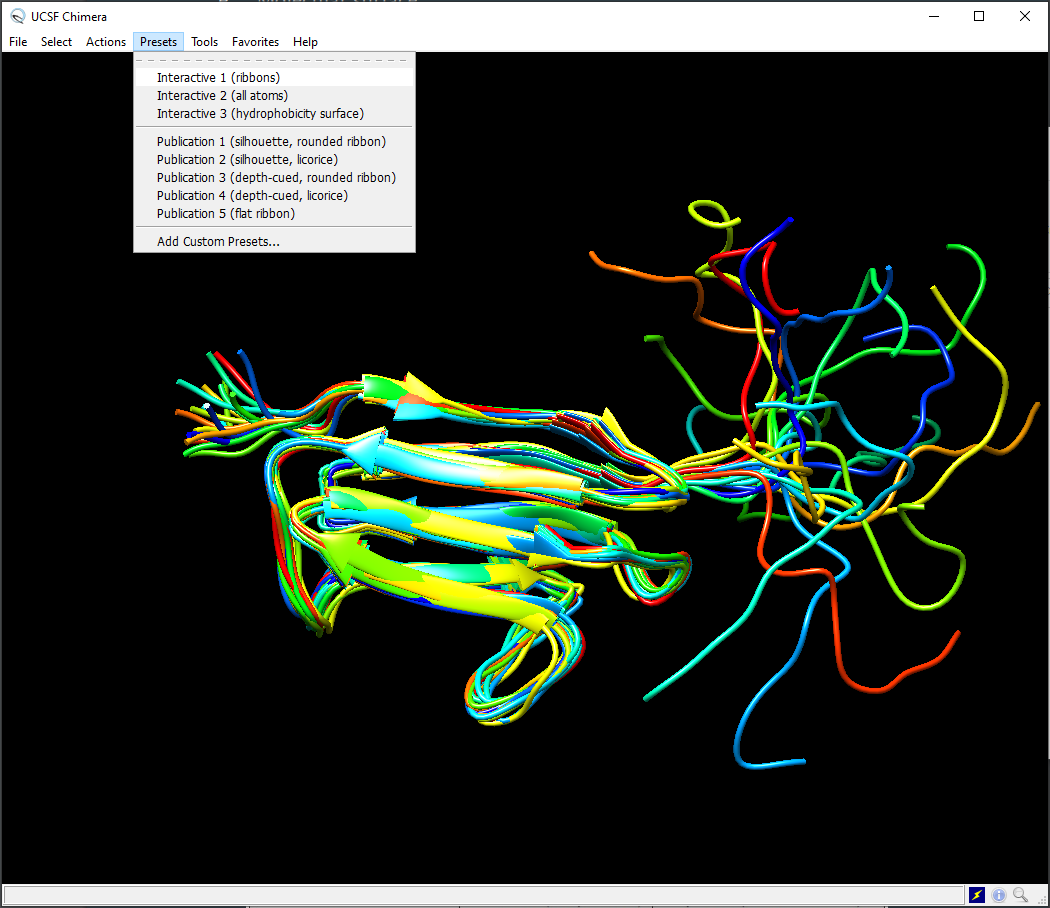 UCSF Chimera
File Select Actions Presets Tools Favorites Help
Interactive 1 (ribbons)
Interactive 2 (all atoms)
Interactive 3 (hydrophobicity surface)
Publication 1 (silhouette, rounded ribbon)
Publication 2 (silhouette, licorice)
Publication 3 (depth-cued, rounded ribbon)
Publication 4 (depth-cued, licorice)
Publication 5 (flat ribbon)
Add Custom Presets...